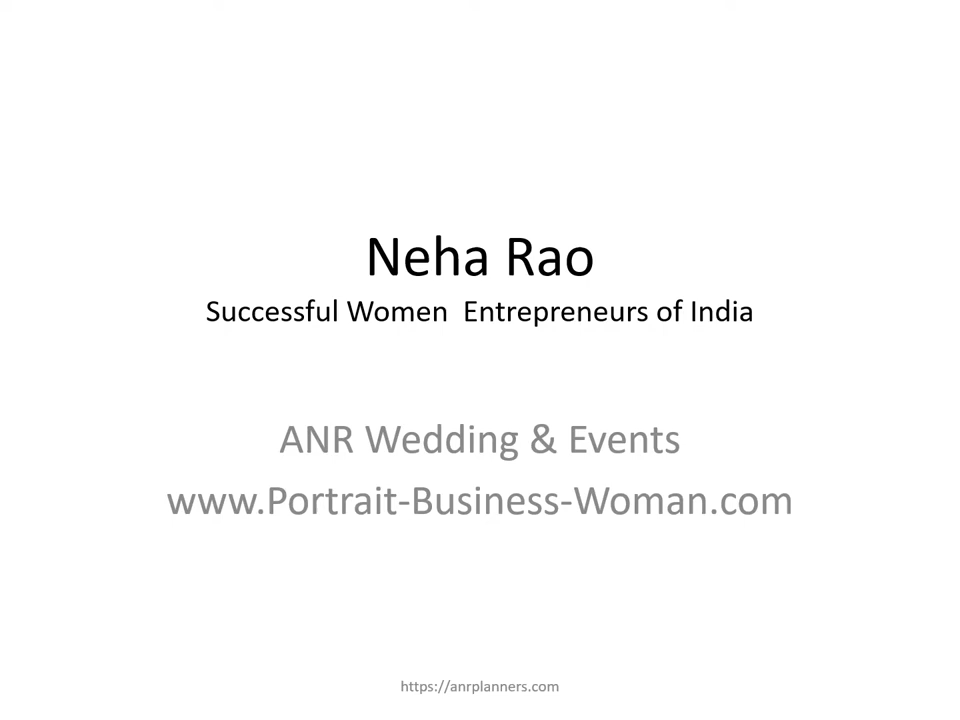 Neha Rao
Successful Women  Entrepreneurs of India
ANR Wedding & Events
www.Portrait-Business-Woman.com
https://anrplanners.com